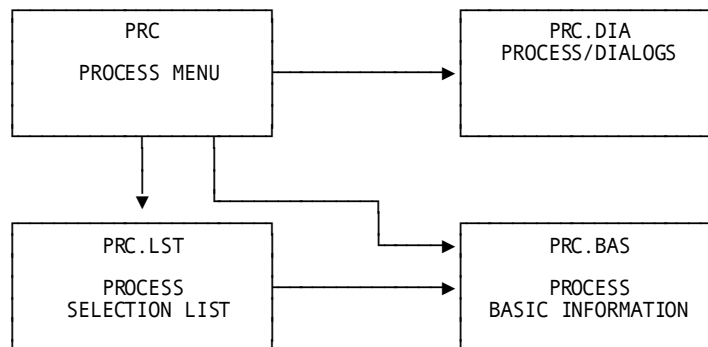 PRC
PROCESS MENU
PRC.DIA
PROCESS/DIALOGS
PRC.LST
PROCESS
SELECTION LIST
PRC.BAS
PROCESS
BASIC INFORMATION